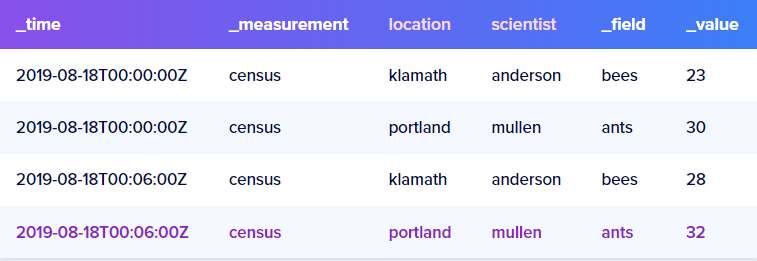 _time _measurement location scientist _field _value
2019-08-18T00:00:00Z census klamath anderson bees 23
2019-08-18T00:00:00Z census portland mullen ants 30
2019-08-18T00:06:00Z census klamath anderson bees 28
2019-08-18T00:06:00Z census portland mullen ants 32